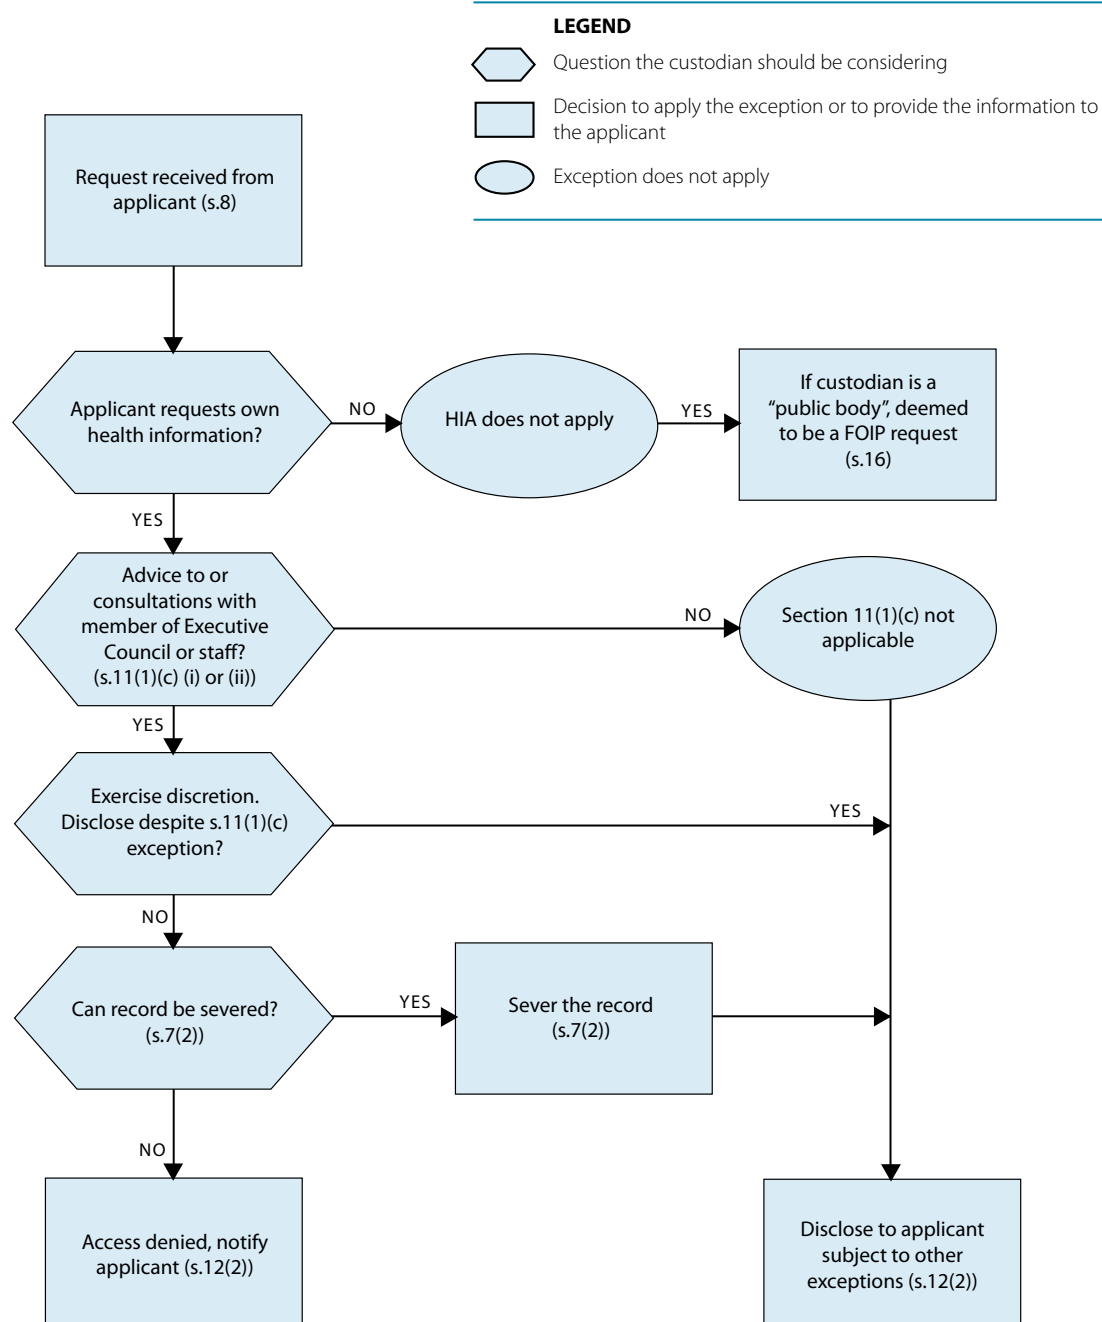 LEGEND
Question the custodian should be considering
Decision to apply the exception or to provide the information to
the applicant
Exception does not apply
Request received from
applicant (s.8)
Applicant requests own
health information?
NO
HIA does not apply
YES
If custodian is a
“public body”, deemed
to be a FOIP request
(s.16)
YES
Advice to or
consultations with
member of Executive
Council or staff?
(s.11(1)(c) (i) or (ii))
NO
Section 11(1)(c) not
applicable
YES
Exercise discretion.
Disclose despite s.11(1)(c)
exception?
YES
NO
Can record be severed?
(s.7(2))
YES
Sever the record
(s.7(2))
NO
Access denied, notify
applicant (s.12(2))
Disclose to applicant
subject to other
exceptions (s.12(2))